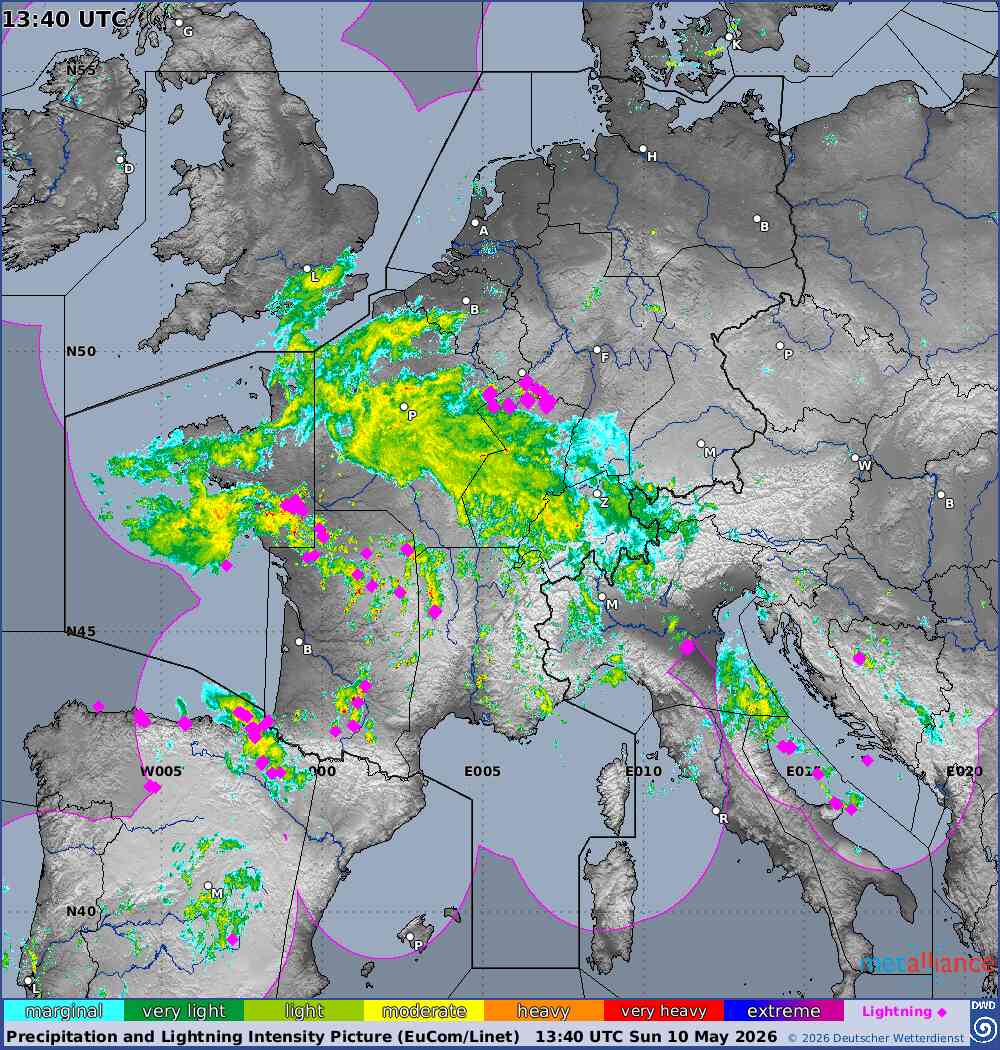 13:40 UTC
G
K
N55
D
H
A
B
B
L
N50
F
P
P
M
W
Z
B
M
N45
B
W005
000
E005
E010
E015
E020
R
M
N40
P
metalliance
L
marginal very light light moderate heavy very heavy extreme Lightning
DWD
Precipitation and Lightning Intensity Picture (EuCom/Linet) 13:40 UTC Sun 10 May 2026 © 2026 Deutscher Wetterdienst